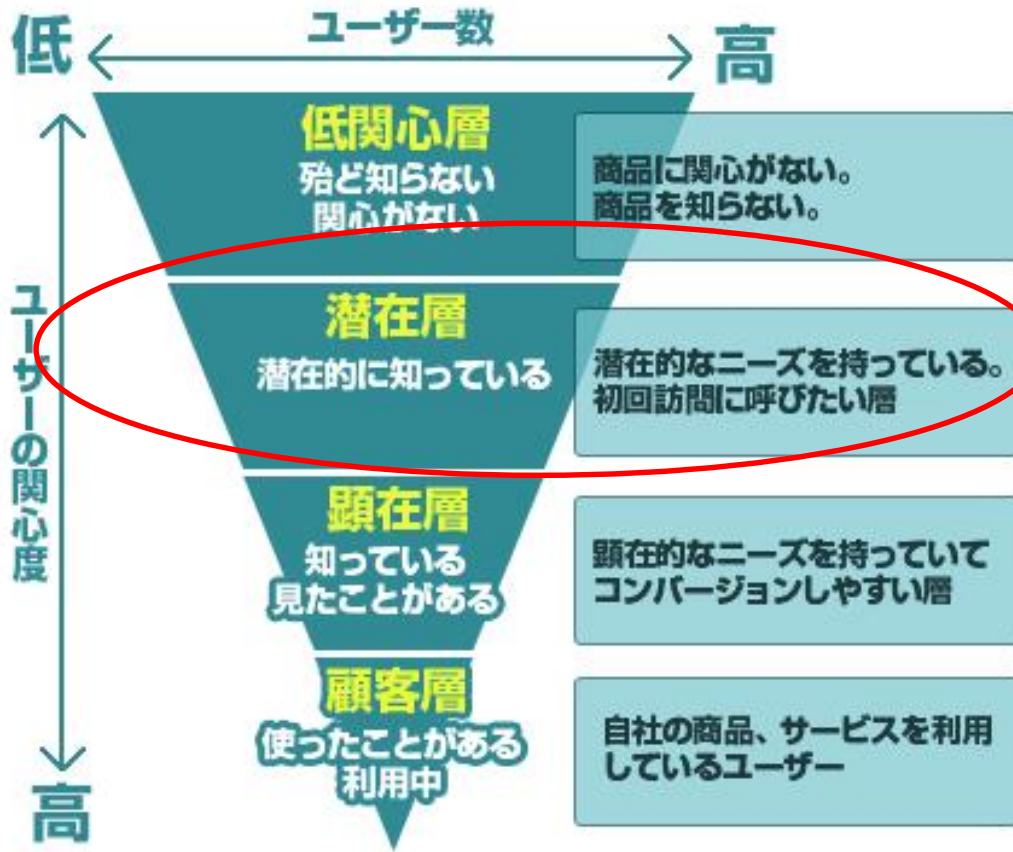 低
ユーザー数
高
ユーザーの関心度
高
低関心層
殆ど知らない
関心がない
商品に関心がない。
商品を知らない。
潜在層
潜在的に知っている
潜在的なニーズを持っている。
初回訪問に呼びたい層
顕在層
知っている
見たことがある
顕在的なニーズを持っていて
コンバージョンしやすい層
顧客層
使ったことがある
利用中
自社の商品、サービスを利用
しているユーザー